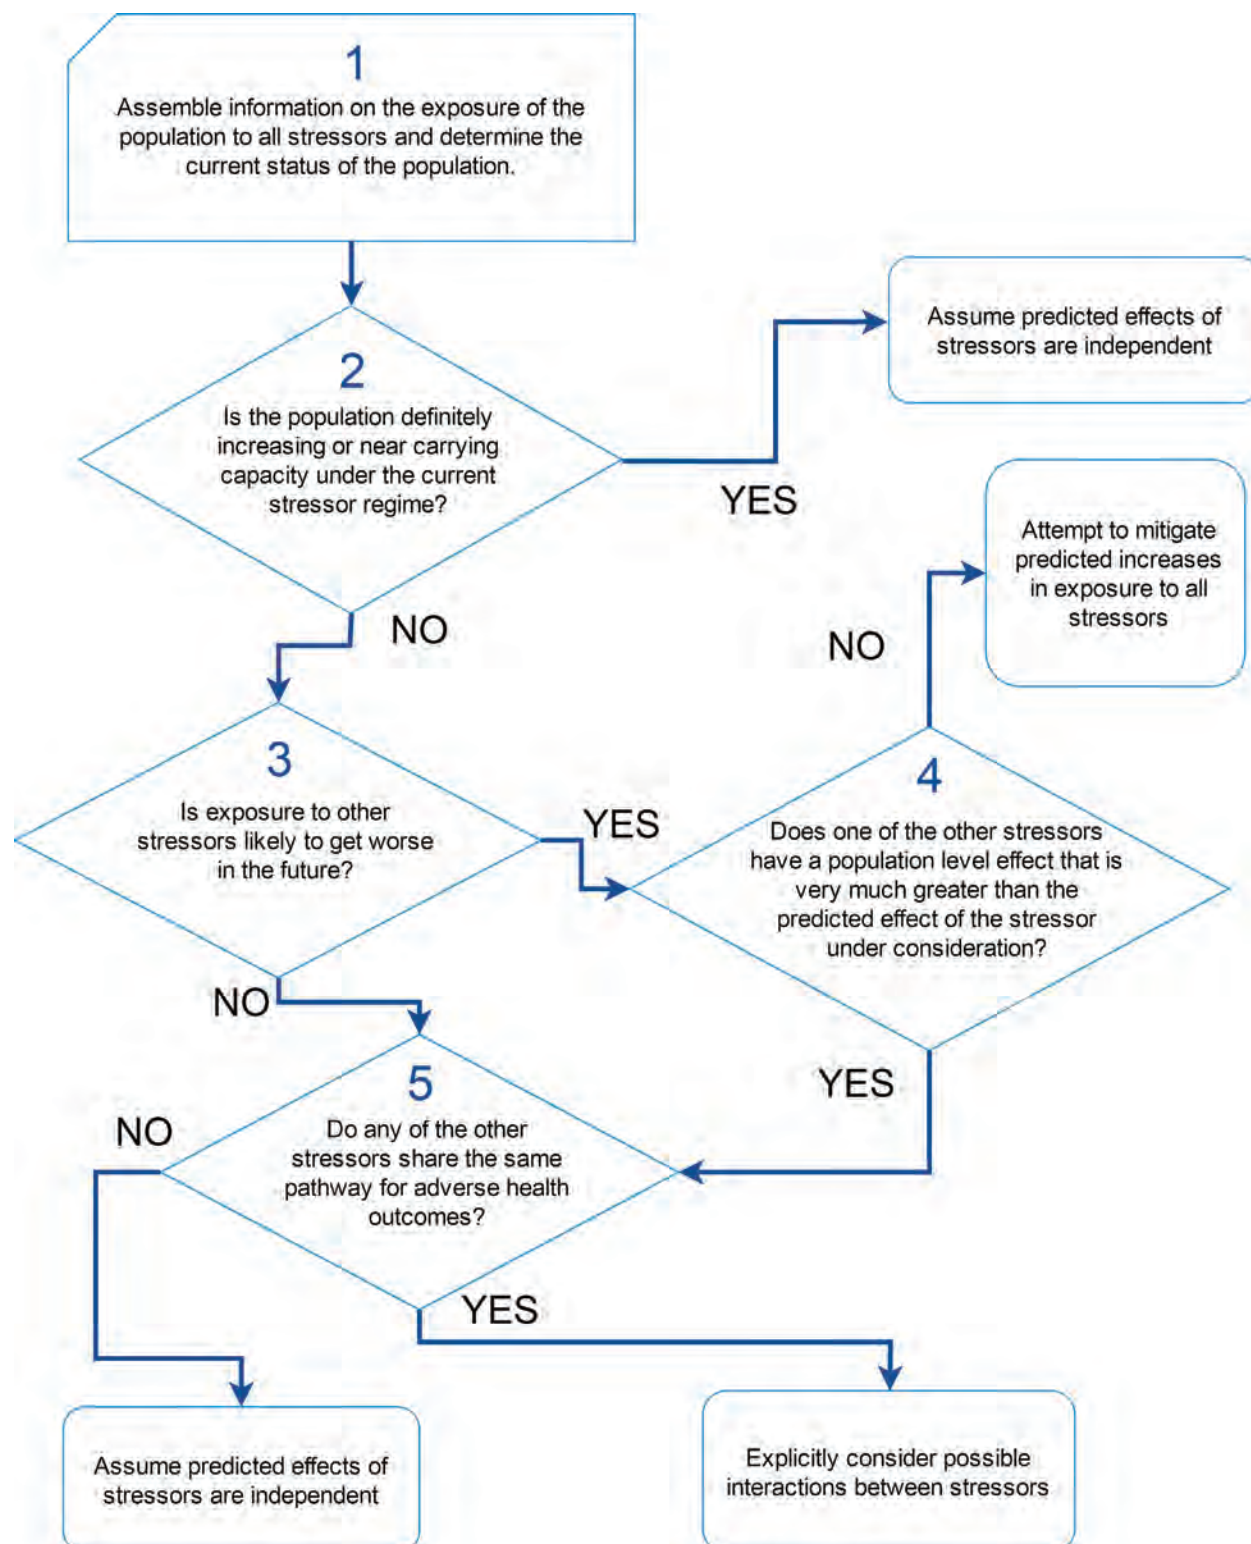 1
Assemble information on the exposure of the
population to all stressors and determine the
current status of the population.
2
Is the population definitely
increasing or near carrying
capacity under the current
stressor regime?
YES
Assume predicted effects of
stressors are independent
NO
3
Is exposure to other
stressors likely to get worse
in the future?
YES
4
Does one of the other stressors
have a population level effect that is
very much greater than the
predicted effect of the stressor
under consideration?
NO
Attempt to mitigate
predicted increases
in exposure to all
stressors
YES
NO
5
Do any of the other
stressors share the same
pathway for adverse health
outcomes?
NO
Assume predicted effects of
stressors are independent
YES
Explicitly consider possible
interactions between stressors